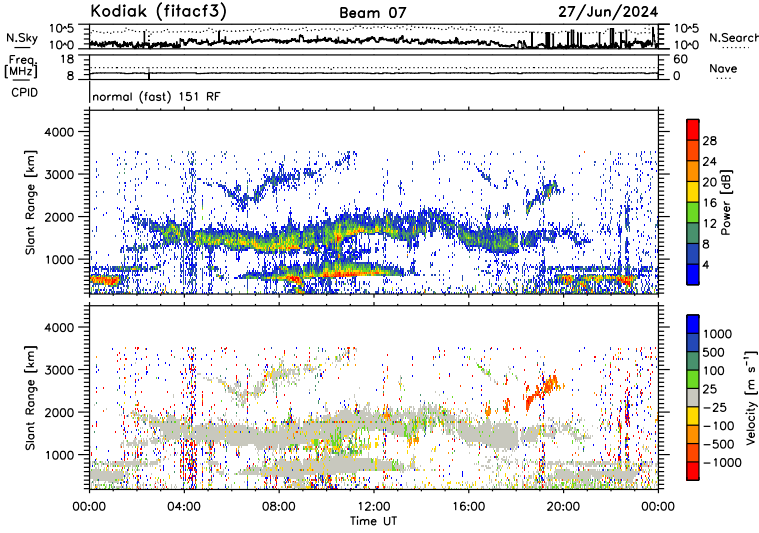 Kodiak (fitacf3) Beam 07 27/Jun/2024
N.Sky 10^5 10^0 10^5 10^0 N.Search
Freq. [MHz] 18 8 60 0 Nave
CPID normal (fast) 151 RF
Slant Range [km] 4000 3000 2000 1000
Power [dB] 28 24 20 16 12 8 4
Slant Range [km] 4000 3000 2000 1000
Velocity [m s^-1] 1000 500 100 25 -25 -100 -500 -1000
00:00 04:00 08:00 12:00 16:00 20:00 00:00
Time UT